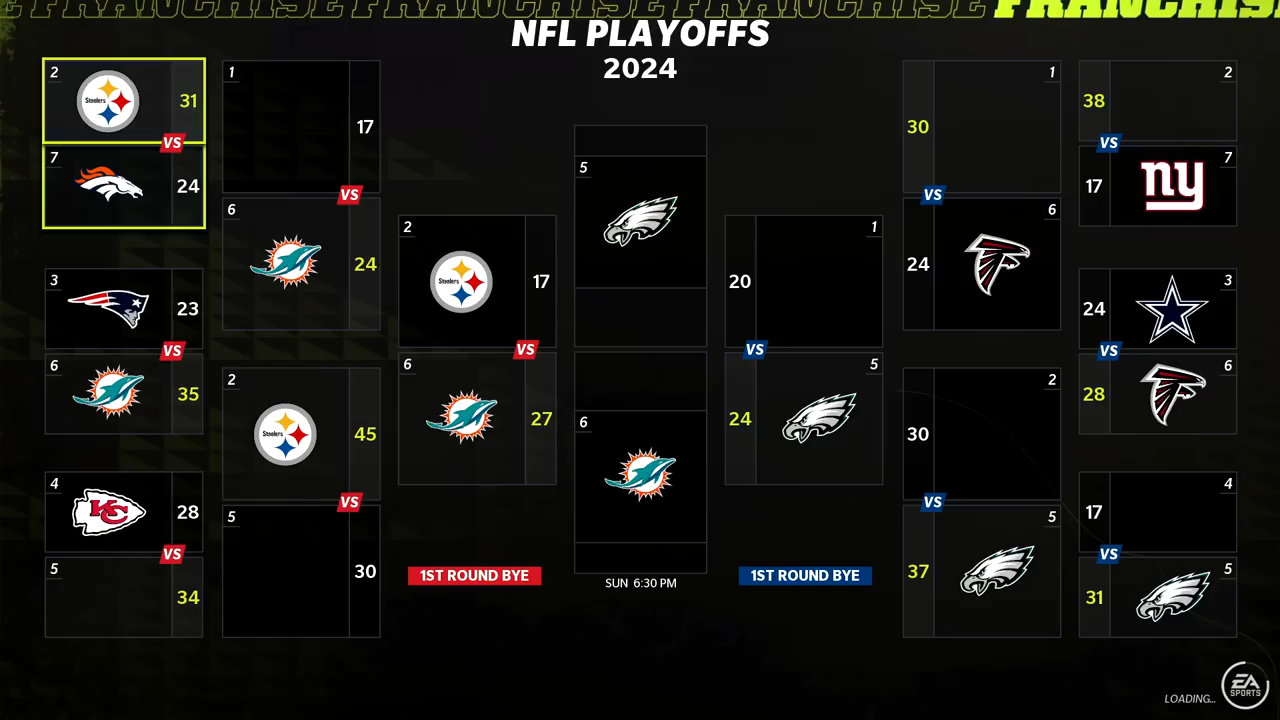 FRANCHISE FRANCHISE FRANCHISE FRANCHISE
NFL PLAYOFFS
2024
2 Steelers 31
VS
7 24
3 23
VS
6 35
4 KC 28
VS
5 34
1 17
VS
6 24
2 Steelers 45
VS
5 30
2 Steelers 17
VS
6 27
1ST ROUND BYE
5
6
SUN 6:30 PM
20 1
VS
24 5
1ST ROUND BYE
30 1
VS
24 6
30 2
VS
37 5
38 2
VS
17 ny 7
24 3
VS
28 6
17 4
VS
31 5
LOADING...
EA
SPORTS